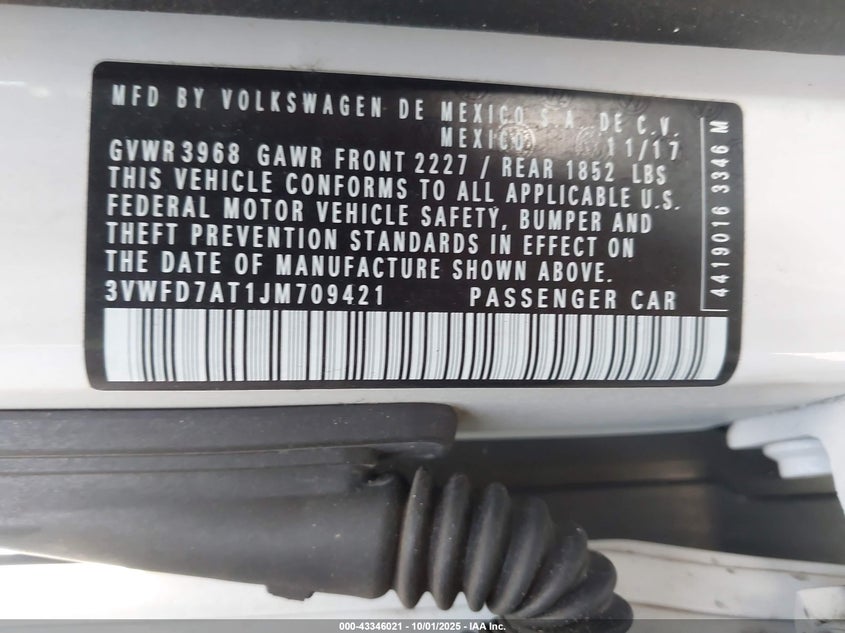 MFD BY VOLKSWAGEN DE MEXICO S.A. DE C.V.
MEXICO 11/17
GVWR 3968 GAWR FRONT 2227 / REAR 1852 LBS
THIS VEHICLE CONFORMS TO ALL APPLICABLE U.S.
FEDERAL MOTOR VEHICLE SAFETY, BUMPER AND
THEFT PREVENTION STANDARDS IN EFFECT ON
THE DATE OF MANUFACTURE SHOWN ABOVE.
3VWFD7AT1JM709421 PASSENGER CAR
4419016 3346 M
000-43346021 - 10/01/2025 - IAA Inc.